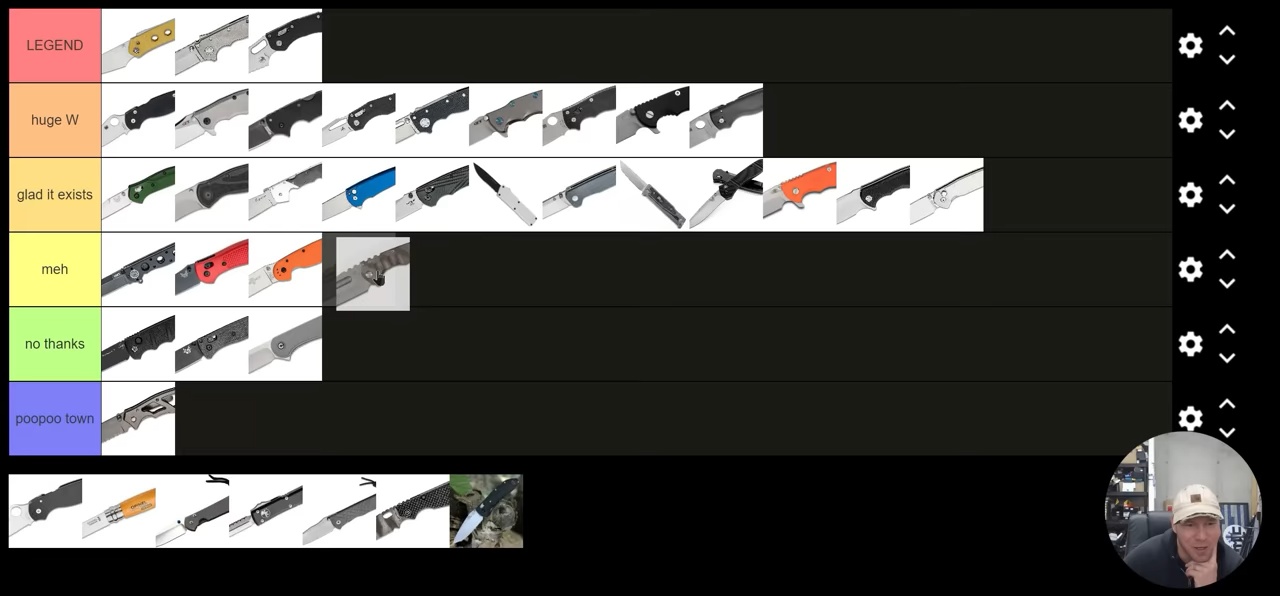 LEGEND
huge W
glad it exists
meh
no thanks
poopoo town